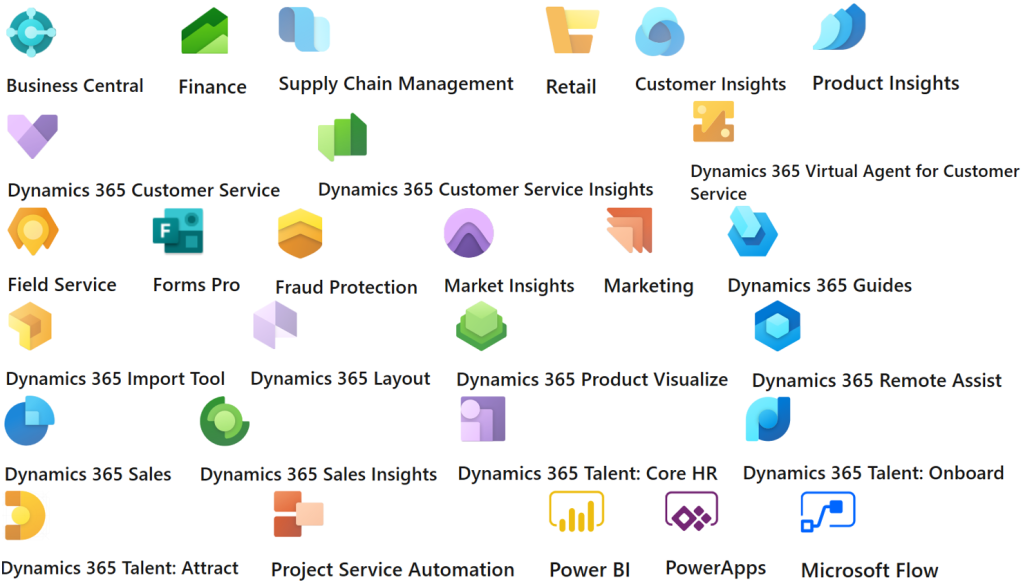 Business Central
Finance
Supply Chain Management
Retail
Customer Insights
Product Insights
Dynamics 365 Customer Service
Dynamics 365 Customer Service Insights
Dynamics 365 Virtual Agent for Customer
Service
F
Field Service
Forms Pro
Fraud Protection
Market Insights
Marketing
Dynamics 365 Guides
Dynamics 365 Import Tool
Dynamics 365 Layout
Dynamics 365 Product Visualize
Dynamics 365 Remote Assist
Dynamics 365 Sales
Dynamics 365 Sales Insights
Dynamics 365 Talent: Core HR
Dynamics 365 Talent: Onboard
Dynamics 365 Talent: Attract
Project Service Automation
Power BI
PowerApps
Microsoft Flow